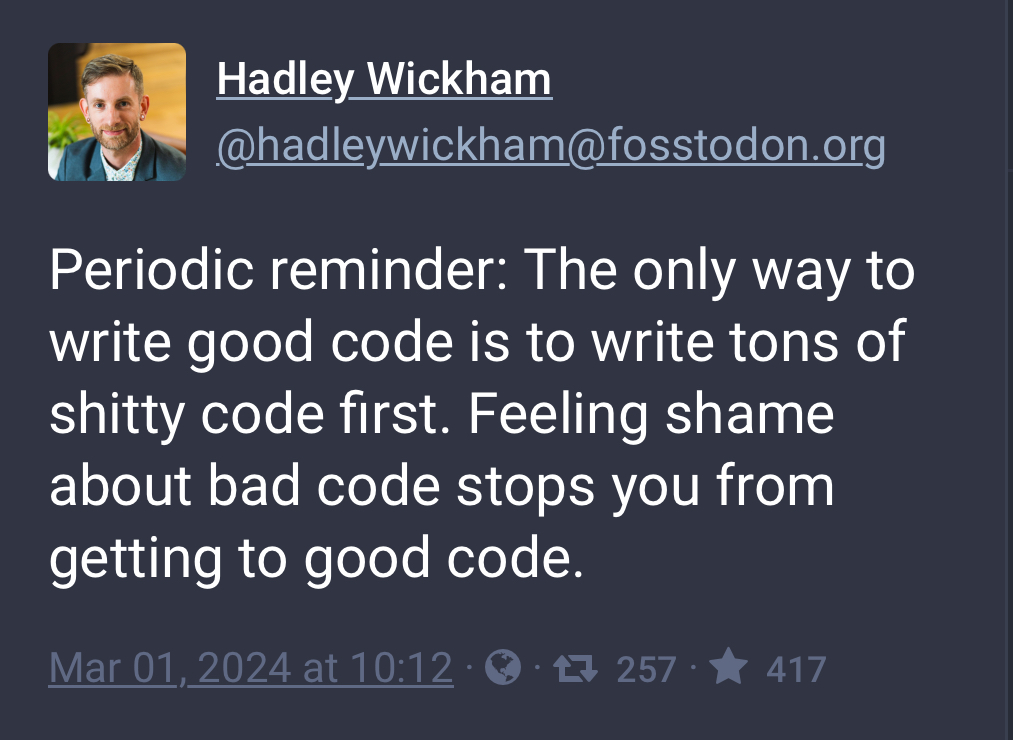 Hadley Wickham
@hadleywickham@fosstodon.org
Periodic reminder: The only way to
write good code is to write tons of
shitty code first. Feeling shame
about bad code stops you from
getting to good code.
Mar 01, 2024 at 10:12 · · 257 · 417